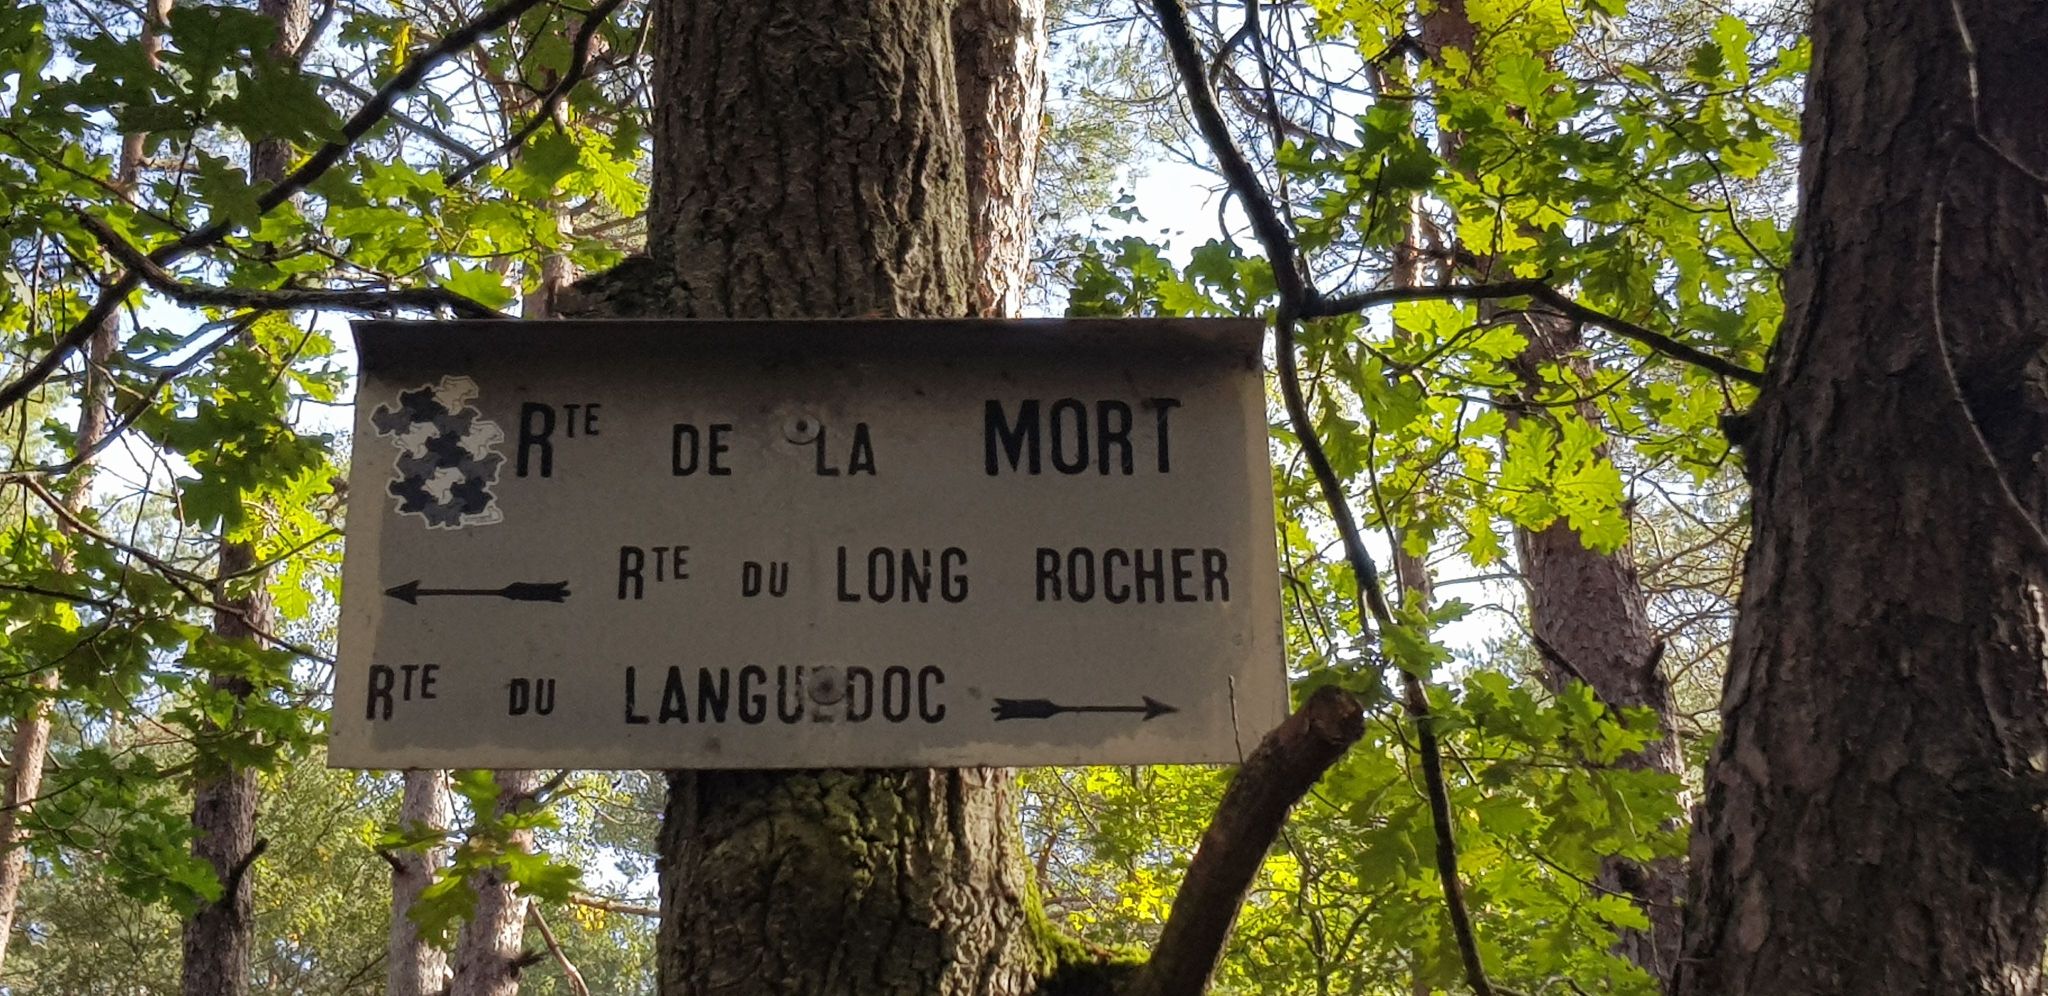 RTE DE LA MORT
RTE DU LONG ROCHER
RTE DU LANGUEDOC